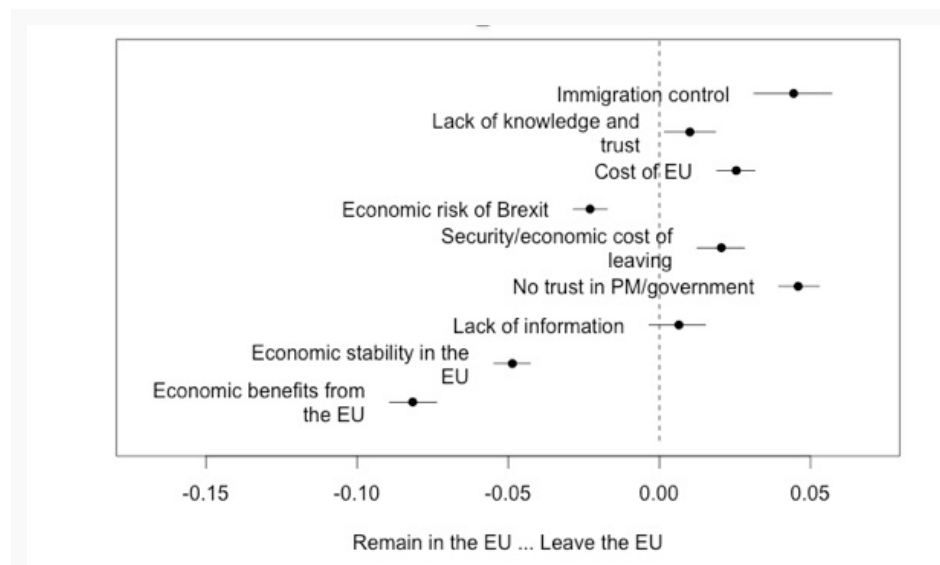 Immigration control
Lack of knowledge and
trust
Cost of EU
Economic risk of Brexit
Security/economic cost of
leaving
No trust in PM/government
Lack of information
Economic stability in the
EU
Economic benefits from
the EU
-0.15 -0.10 -0.05 0.00 0.05
Remain in the EU ... Leave the EU